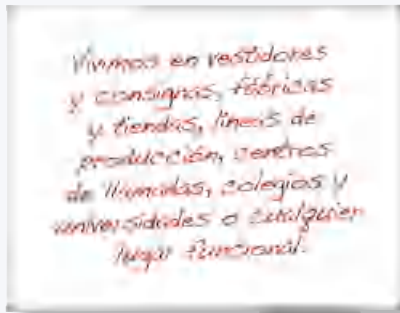 Vivimos en vestidores
y consignas, fábricas
y tiendas, líneas de
producción, centros
de llamadas, colegios y
universidades o cualquier
lugar funcional.